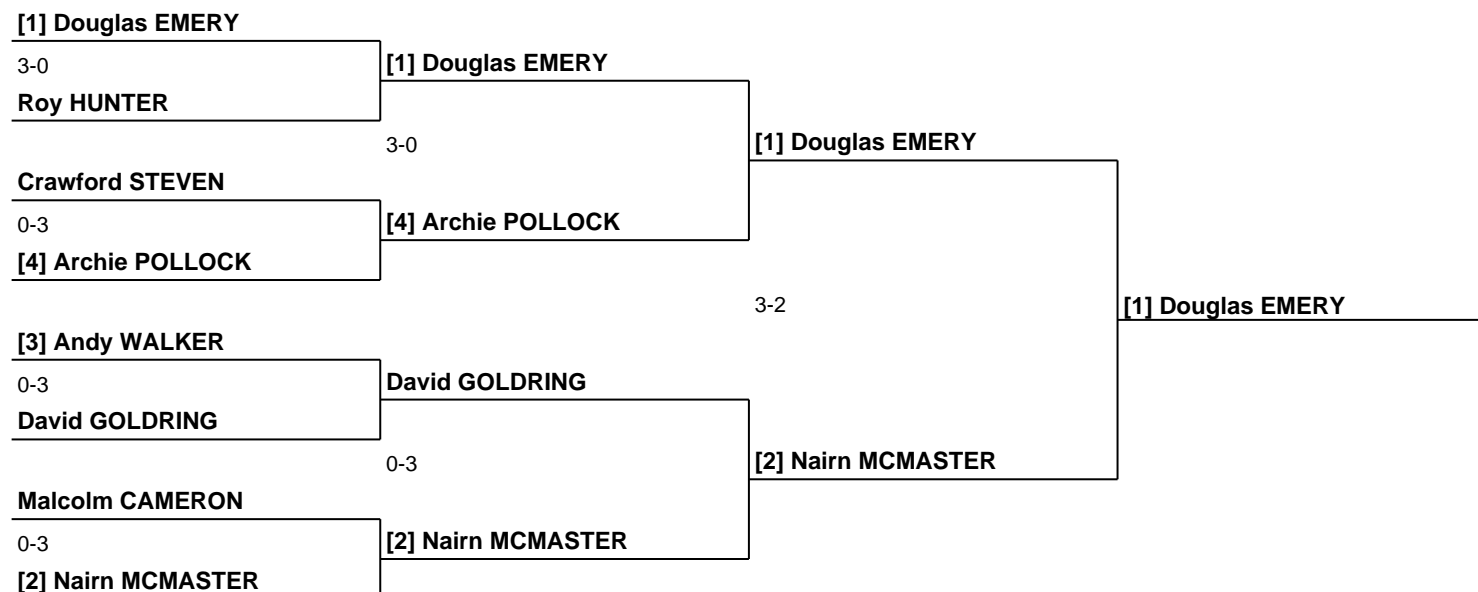 [1] Douglas EMERY
3-0
[1] Douglas EMERY
Roy HUNTER
3-0
[1] Douglas EMERY
Crawford STEVEN
0-3
[4] Archie POLLOCK
[4] Archie POLLOCK
3-2
[1] Douglas EMERY
[3] Andy WALKER
0-3
David GOLDRING
David GOLDRING
0-3
[2] Nairn MCMASTER
Malcolm CAMERON
0-3
[2] Nairn MCMASTER
[2] Nairn MCMASTER